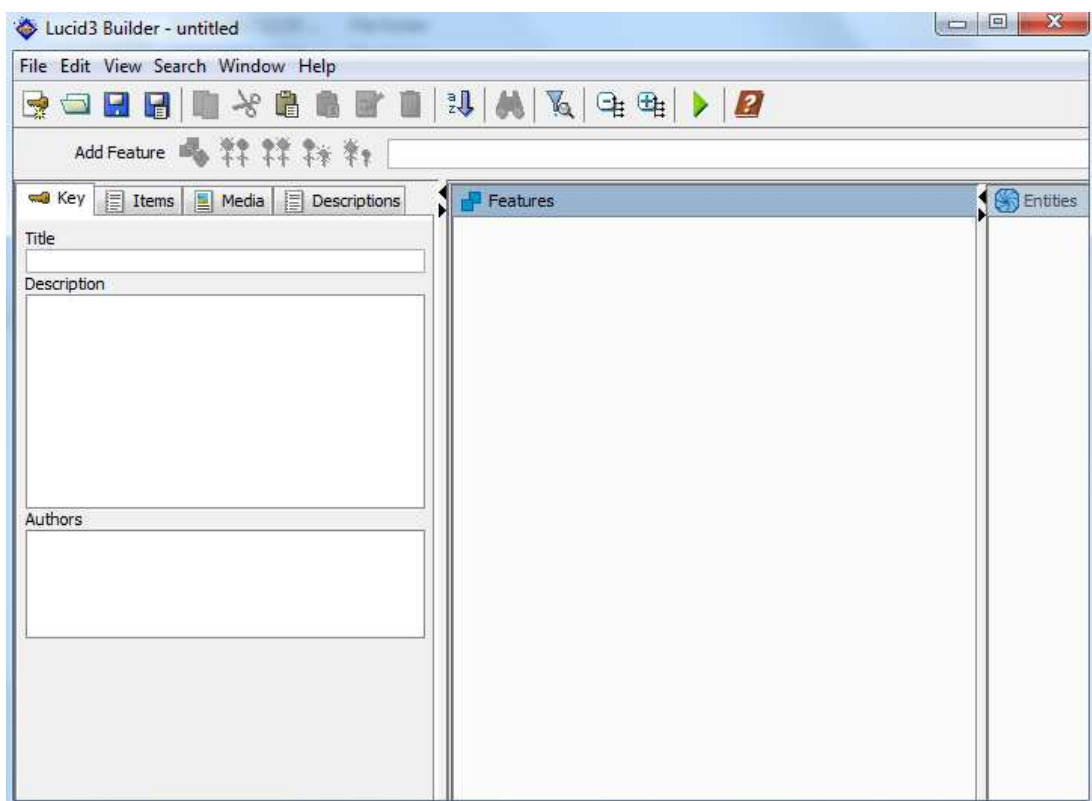 Lucid3 Builder - untitled
File Edit View Search Window Help
Add Feature
Key Items Media Descriptions
Features
Entities
Title
Description
Authors